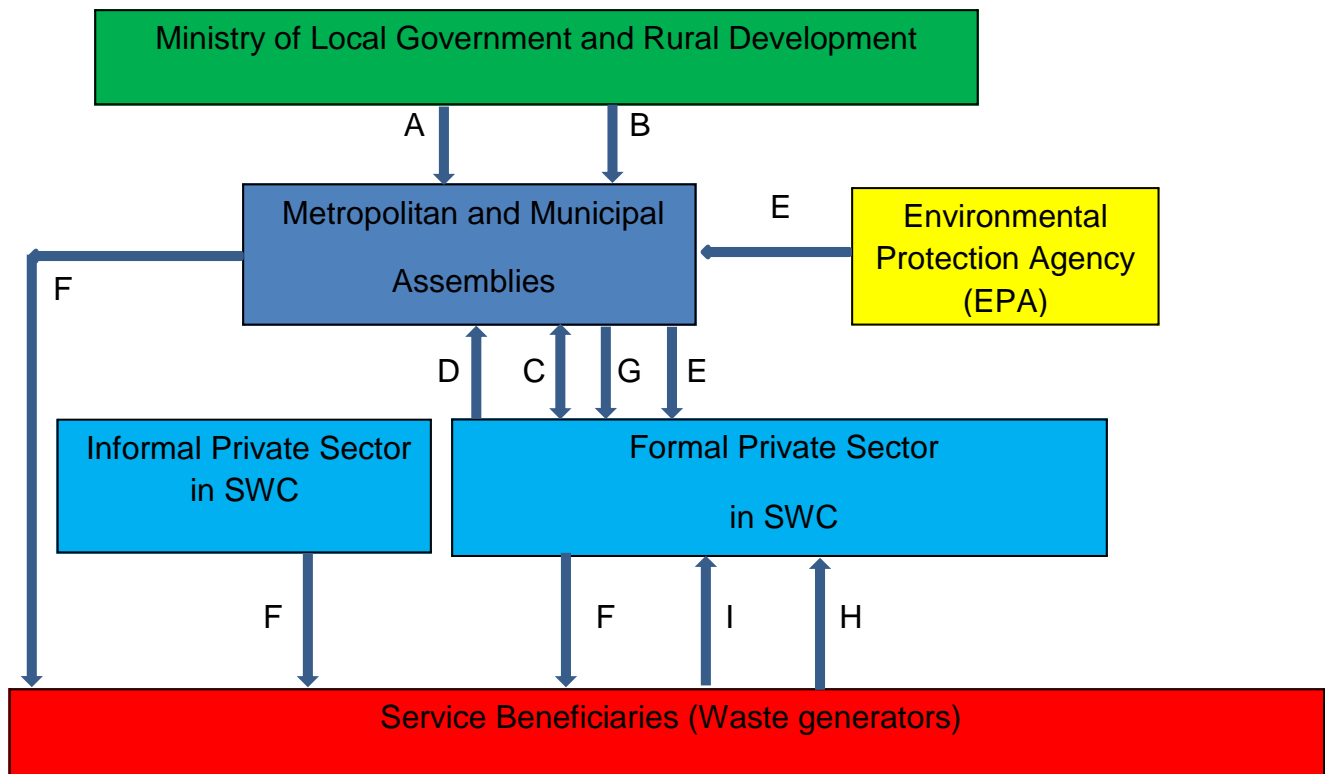 Ministry of Local Government and Rural Development
A
B
Metropolitan and Municipal
Assemblies
E
Environmental
Protection Agency
(EPA)
F
D
C
G
E
Informal Private Sector
in SWC
Formal Private Sector
in SWC
F
F
I
H
Service Beneficiaries (Waste generators)